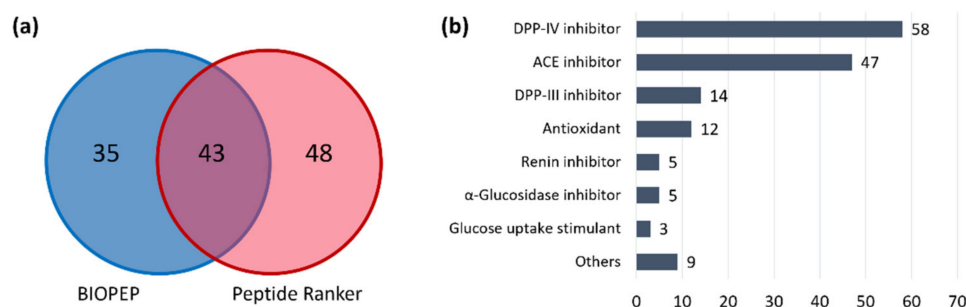 (a)
35
43
48
BIOPEP
Peptide Ranker
(b)
DPP-IV inhibitor 58
ACE inhibitor 47
DPP-III inhibitor 14
Antioxidant 12
Renin inhibitor 5
α-Glucosidase inhibitor 5
Glucose uptake stimulant 3
Others 9
0 10 20 30 40 50 60 70